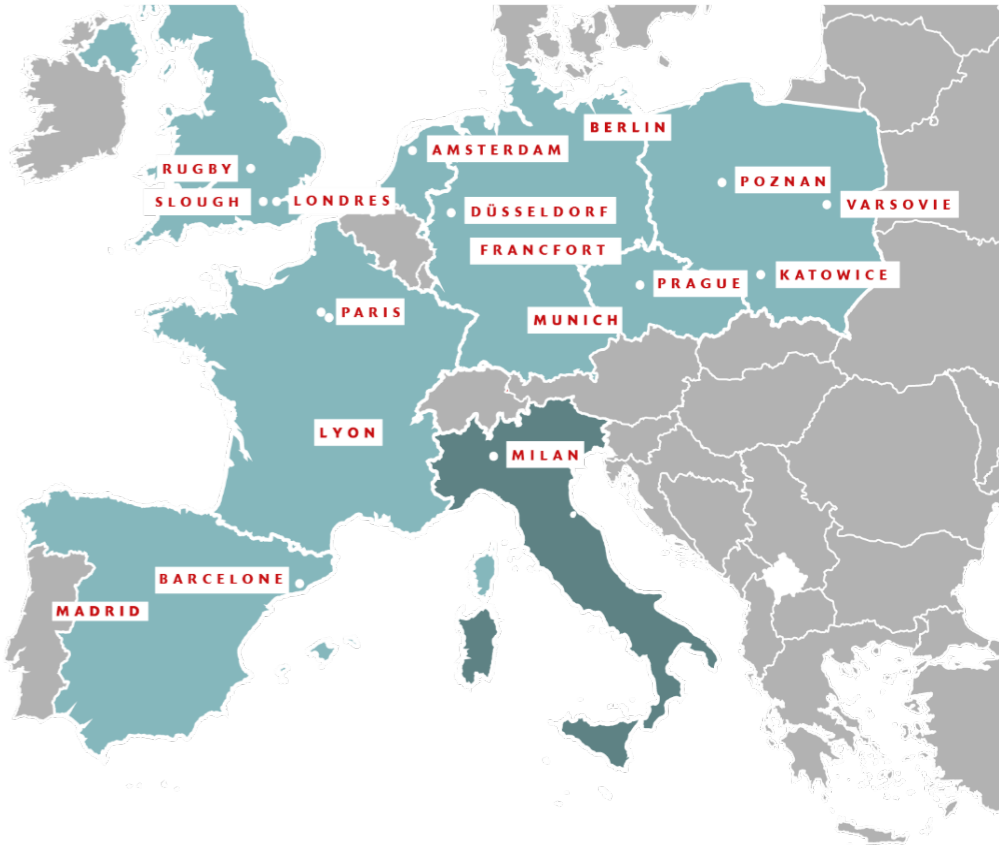 BERLIN
AMSTERDAM
RUGBY
POZNAN
SLOUGH
LONDRES
VARSOVIE
DÜSSELDORF
FRANCFORT
KATOWICE
PRAGUE
PARIS
MUNICH
LYON
MILAN
BARCELONE
MADRID